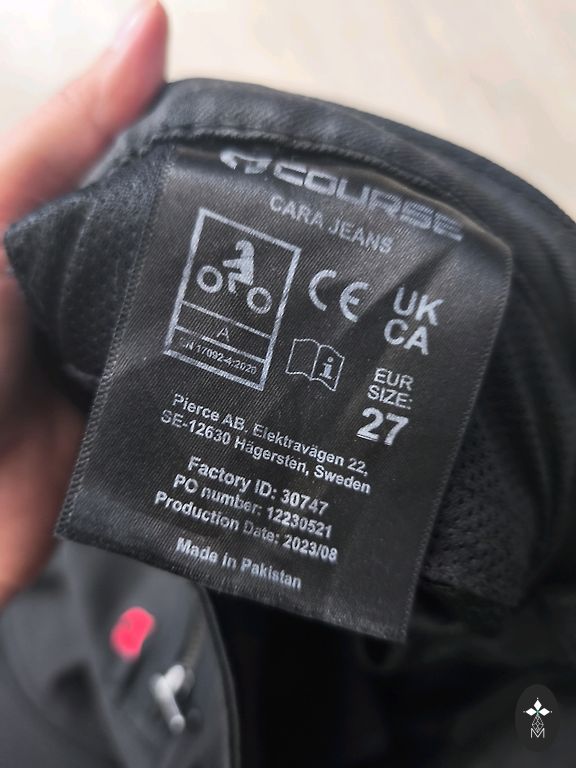 COURSE
CARA JEANS
A
EN 17092-4:2020
CE
UK
CA
EUR
SIZE:
27
Pierce AB. Elektravägen 22,
SE-12630 Hägersten, Sweden
Factory ID: 30747
PO number: 12230521
Production Date: 2023/08
Made in Pakistan
M